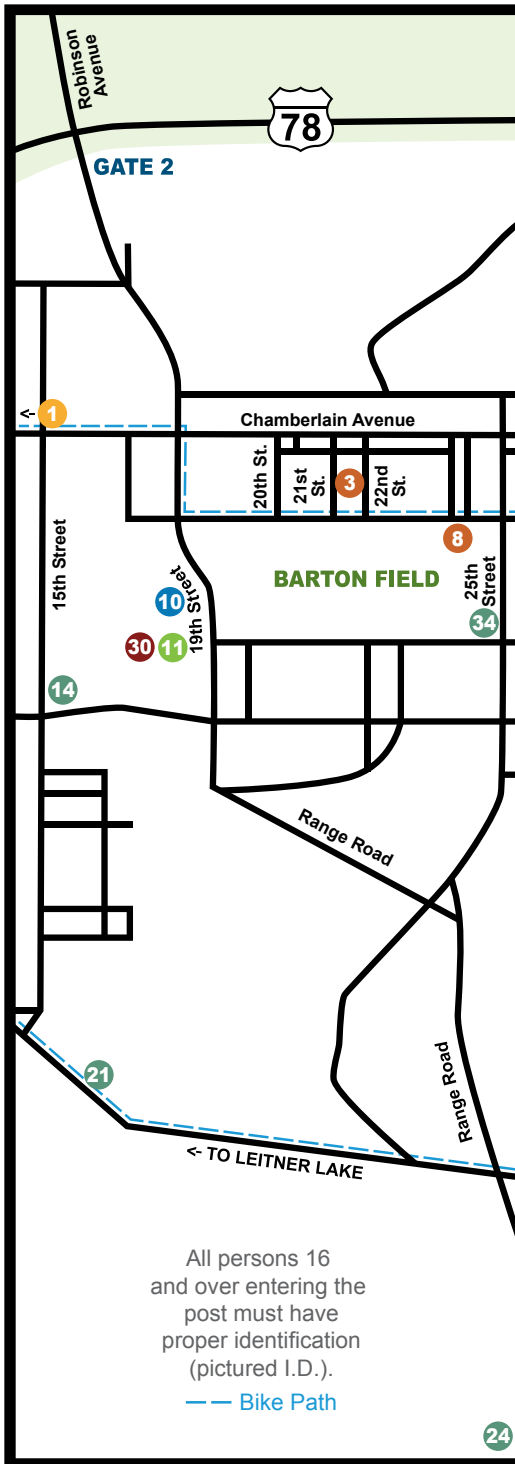 Robinson
Avenue
78
GATE 2
<- 1
Chamberlain Avenue
20th St.
21st
St.
3
22nd
St.
8
15th Street
19th Street
BARTON FIELD
25th
Street
10
34
30
11
14
Range Road
Range Road
21
<- TO LEITNER LAKE
All persons 16
and over entering the
post must have
proper identification
(pictured I.D.).
Bike Path
24